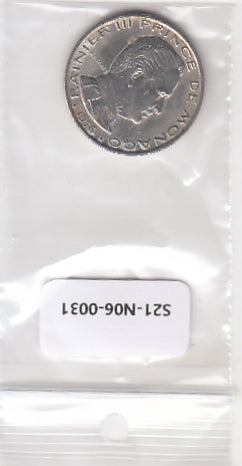 RAINIER III PRINCE DE MONACO
S21-N06-0031